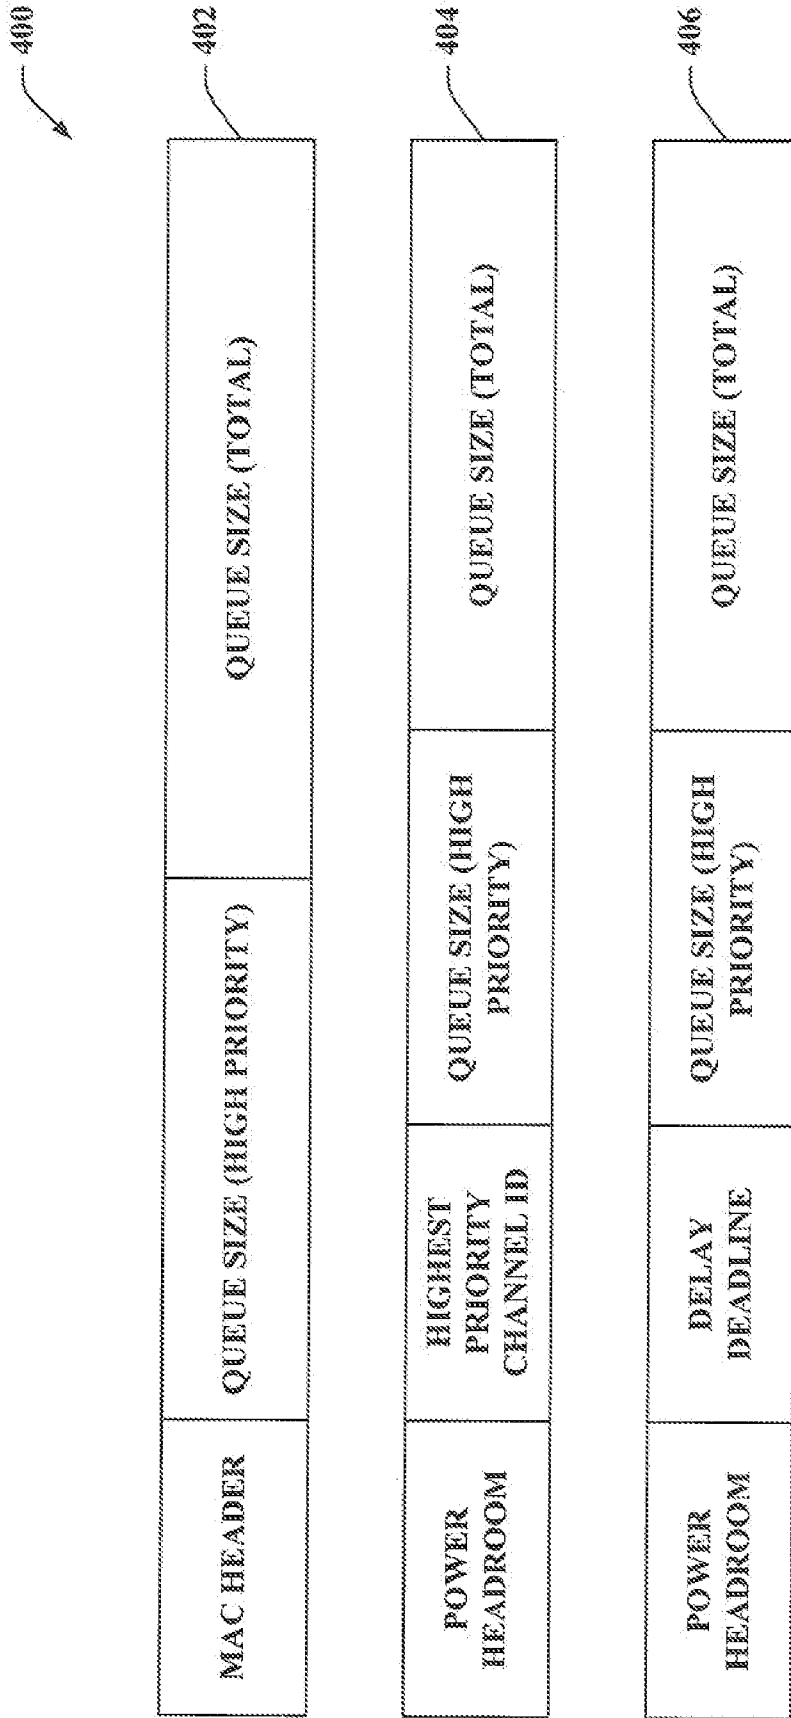 400
402
MAC HEADER
QUEUE SIZE (HIGH PRIORITY)
QUEUE SIZE (TOTAL)
404
POWER
HEADROOM
HIGHEST
PRIORITY
CHANNEL ID
QUEUE SIZE (HIGH
PRIORITY)
QUEUE SIZE (TOTAL)
406
POWER
HEADROOM
DELAY
DEADLINE
QUEUE SIZE (HIGH
PRIORITY)
QUEUE SIZE (TOTAL)